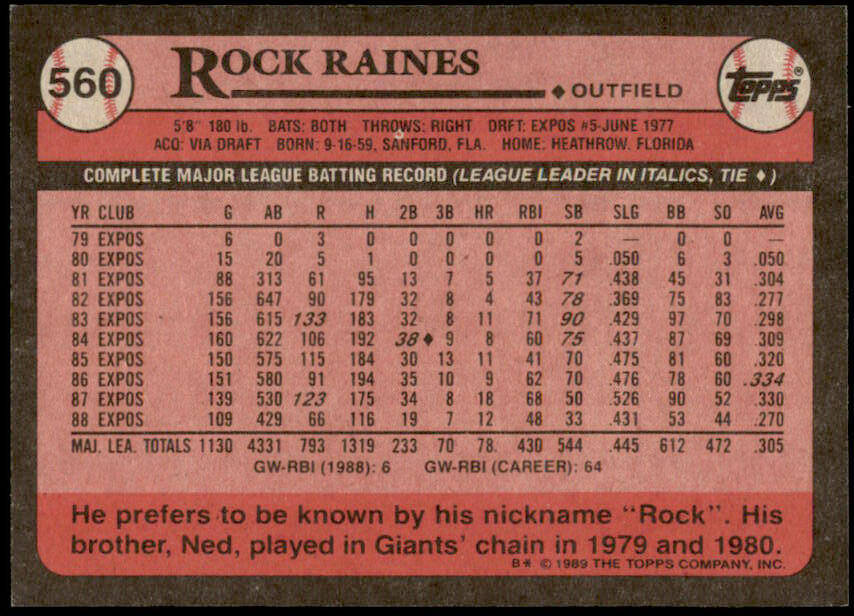 560
ROCK RAINES
♦ OUTFIELD
TOPPS®
5'8" 180 lb. BATS: BOTH THROWS: RIGHT DRFT: EXPOS #5-JUNE 1977
ACQ: VIA DRAFT BORN: 9-16-59, SANFORD, FLA. HOME: HEATHROW, FLORIDA
COMPLETE MAJOR LEAGUE BATTING RECORD (LEAGUE LEADER IN ITALICS, TIE ♦)
YR CLUB G AB R H 2B 3B HR RBI SB SLG BB SO AVG
79 EXPOS 6 0 3 0 0 0 0 0 2 — 0 0 —
80 EXPOS 15 20 5 1 0 0 0 0 5 .050 6 3 .050
81 EXPOS 88 313 61 95 13 7 5 37 71 .438 45 31 .304
82 EXPOS 156 647 90 179 32 8 4 43 78 .369 75 83 .277
83 EXPOS 156 615 133 183 32 8 11 71 90 .429 97 70 .298
84 EXPOS 160 622 106 192 38♦ 9 8 60 75 .437 87 69 .309
85 EXPOS 150 575 115 184 30 13 11 41 70 .475 81 60 .320
86 EXPOS 151 580 91 194 35 10 9 62 70 .476 78 60 .334
87 EXPOS 139 530 123 175 34 8 18 68 50 .526 90 52 .330
88 EXPOS 109 429 66 116 19 7 12 48 33 .431 53 44 .270
MAJ. LEA. TOTALS 1130 4331 793 1319 233 70 78 430 544 .445 612 472 .305
GW-RBI (1988): 6 GW-RBI (CAREER): 64
He prefers to be known by his nickname "Rock". His
brother, Ned, played in Giants' chain in 1979 and 1980.
B* © 1989 THE TOPPS COMPANY, INC.